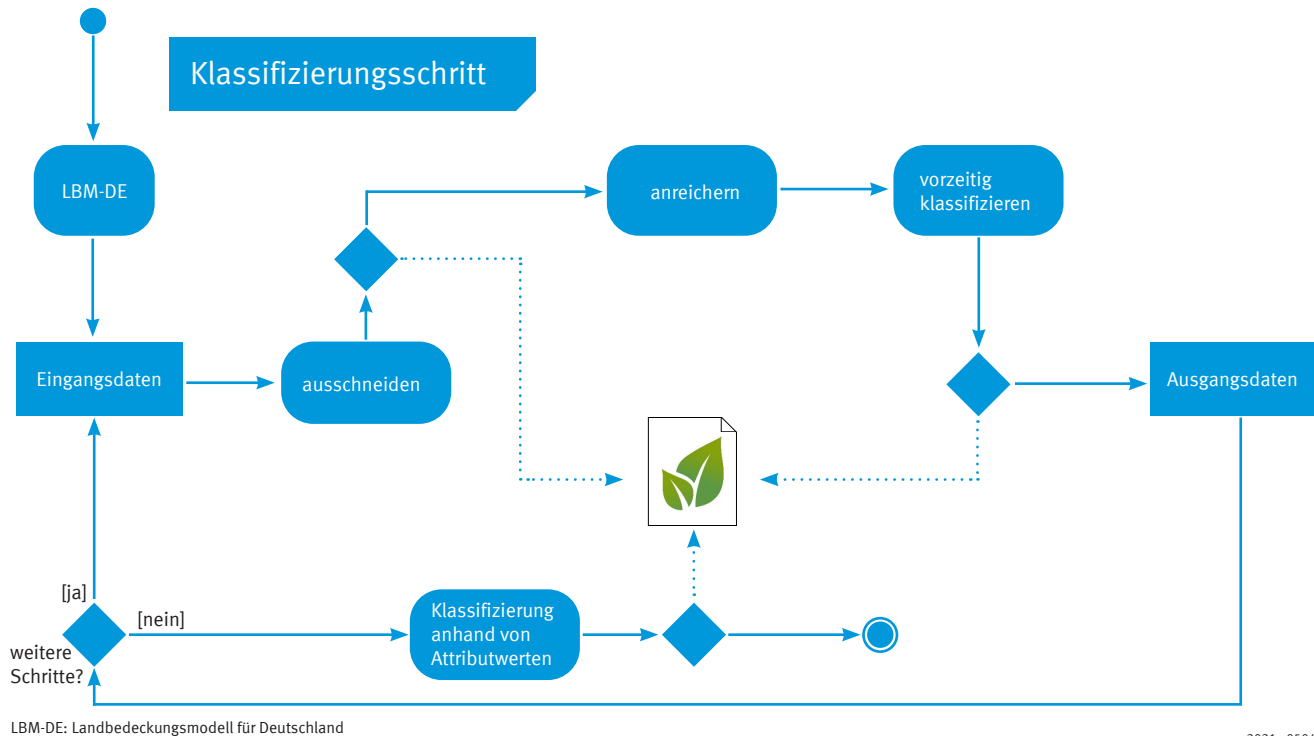 Klassifizierungsschritt
LBM-DE
anreichern
vorzeitig
klassifizieren
Eingangsdaten
ausschneiden
Ausgangsdaten
[ja]
[nein]
weitere
Schritte?
Klassifizierung
anhand von
Attributwerten
LBM-DE: Landbedeckungsmodell für Deutschland